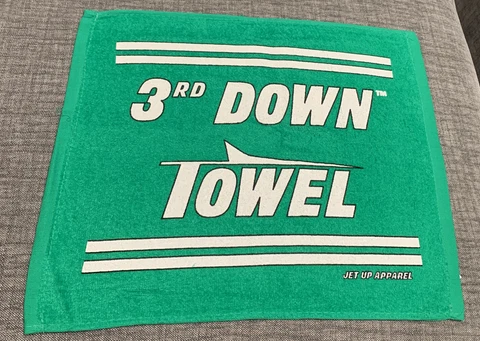 3RD DOWN™
TOWEL
JET UP APPAREL